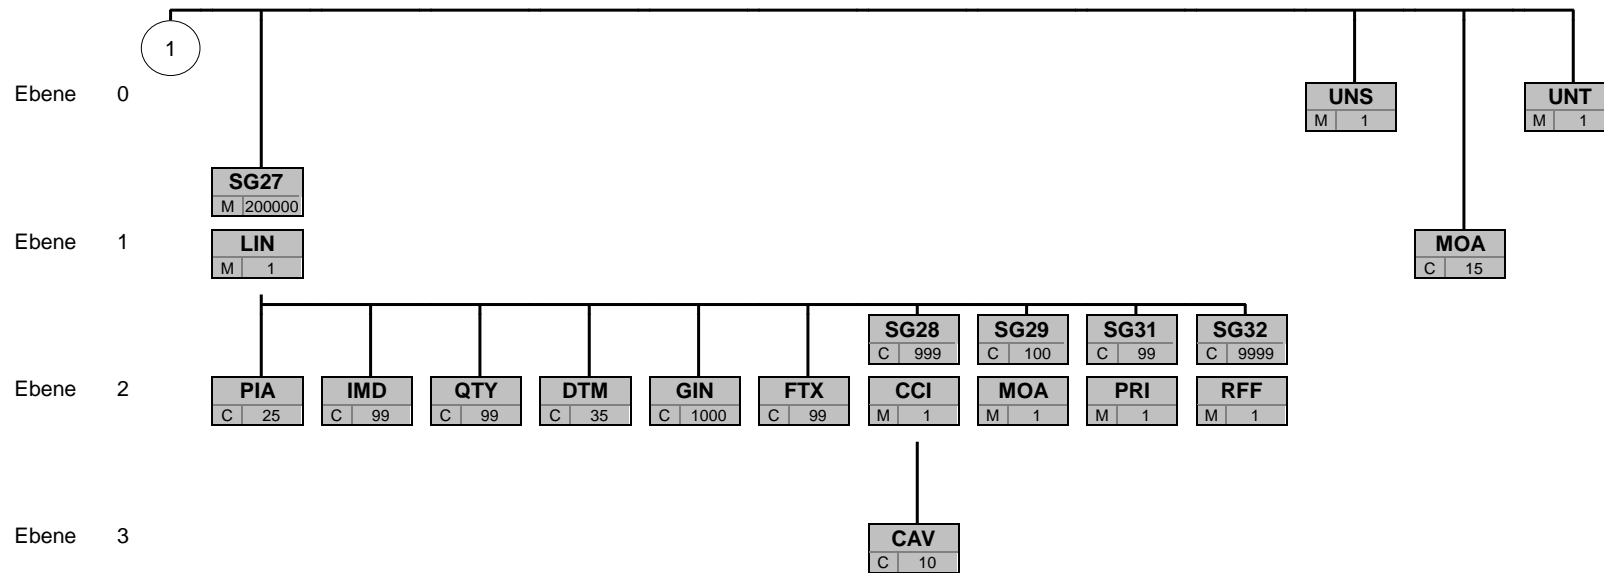 1
Ebene 0
UNS
M 1
UNT
M 1
SG27
M 200000
Ebene 1
LIN
M 1
MOA
C 15
SG28
C 999
SG29
C 100
SG31
C 99
SG32
C 9999
Ebene 2
PIA
C 25
IMD
C 99
QTY
C 99
DTM
C 35
GIN
C 1000
FTX
C 99
CCI
M 1
MOA
M 1
PRI
M 1
RFF
M 1
Ebene 3
CAV
C 10